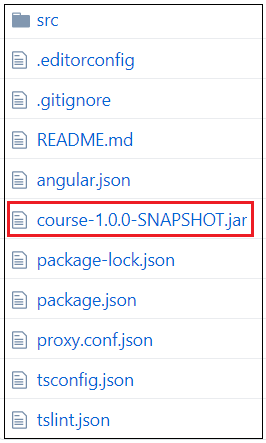 src
.editorconfig
.gitignore
README.md
angular.json
course-1.0.0-SNAPSHOT.jar
package-lock.json
package.json
proxy.conf.json
tsconfig.json
tslint.json